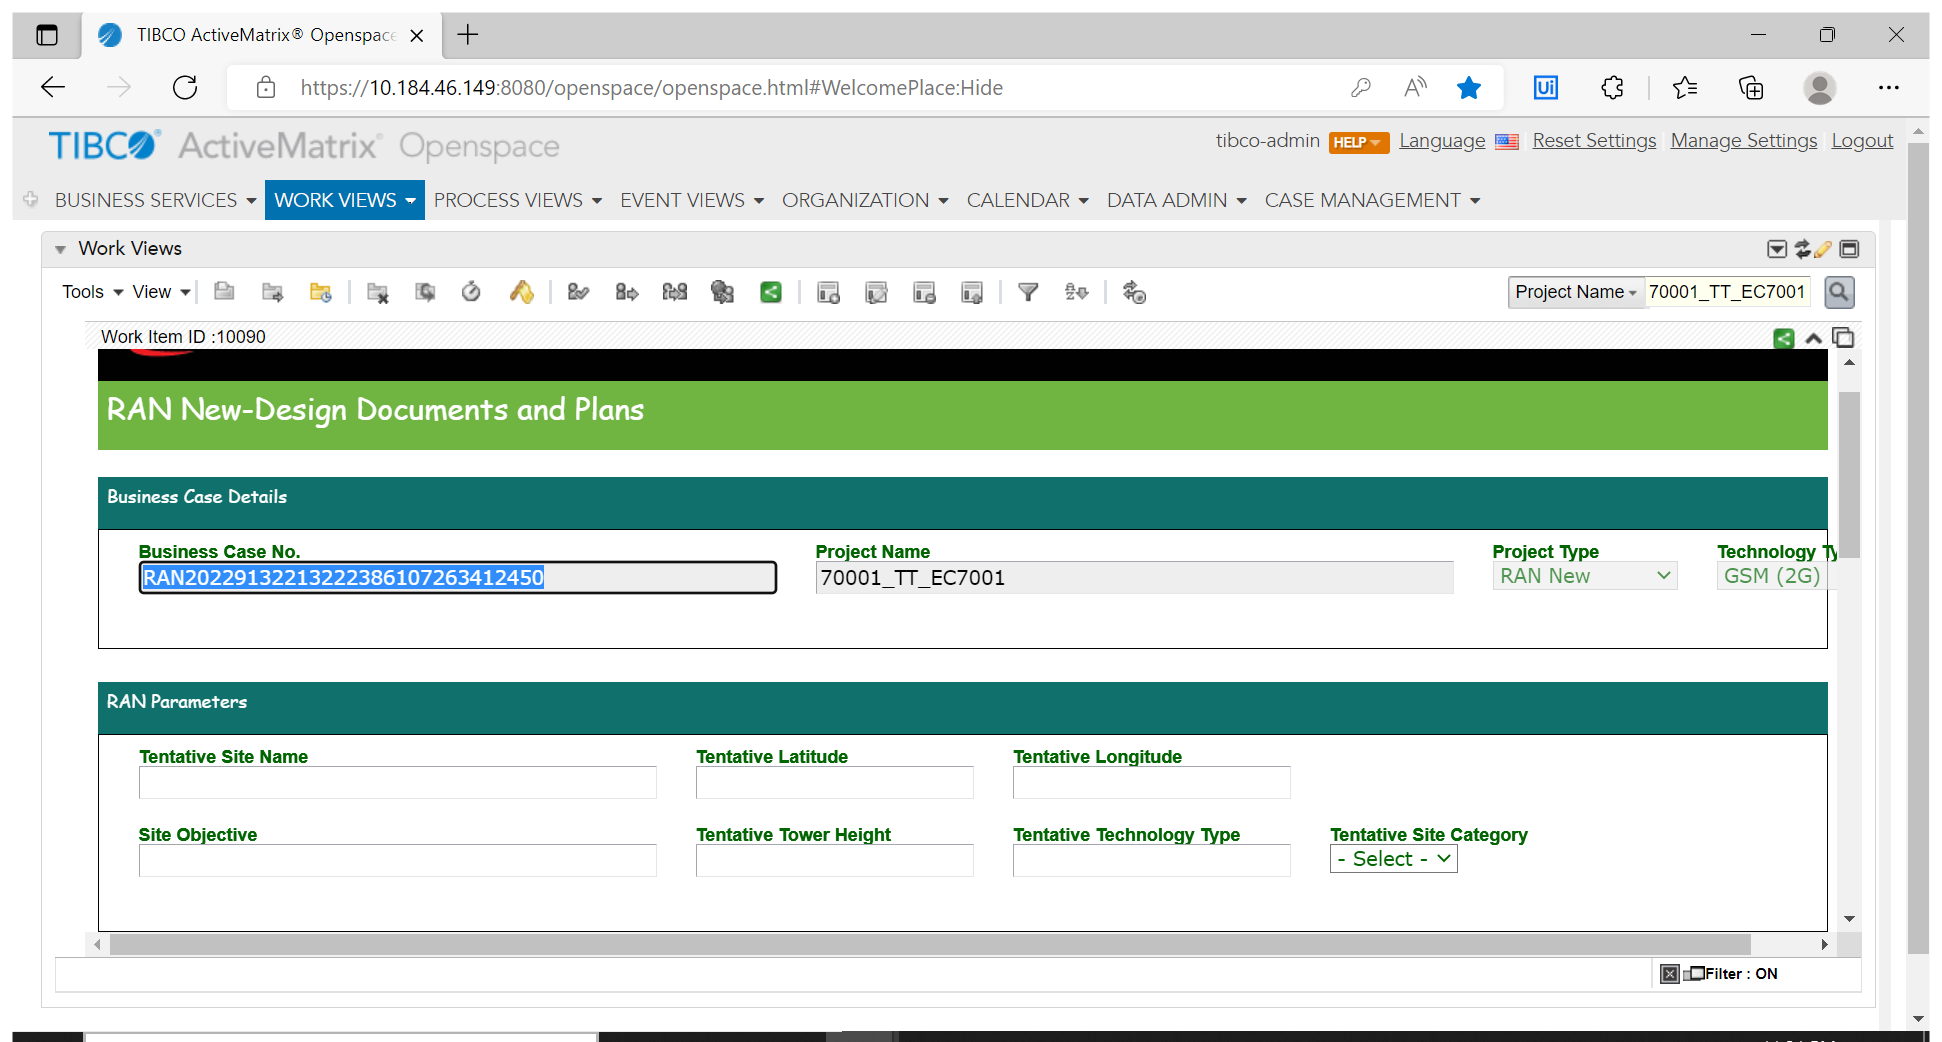 TIBCO ActiveMatrix® Openspace
https://10.184.46.149:8080/openspace/openspace.html#WelcomePlace:Hide
TIBCO® ActiveMatrix® Openspace
tibco-admin HELP Language Reset Settings Manage Settings Logout
BUSINESS SERVICES WORK VIEWS PROCESS VIEWS EVENT VIEWS ORGANIZATION CALENDAR DATA ADMIN CASE MANAGEMENT
Work Views
Tools View Project Name 70001_TT_EC7001
Work Item ID :10090
RAN New-Design Documents and Plans
Business Case Details
Business Case No. Project Name Project Type Technology Ty
RAN2022913221322238610726341​2450 70001_TT_EC7001 RAN New GSM (2G)
RAN Parameters
Tentative Site Name Tentative Latitude Tentative Longitude
Site Objective Tentative Tower Height Tentative Technology Type Tentative Site Category
- Select -
Filter : ON